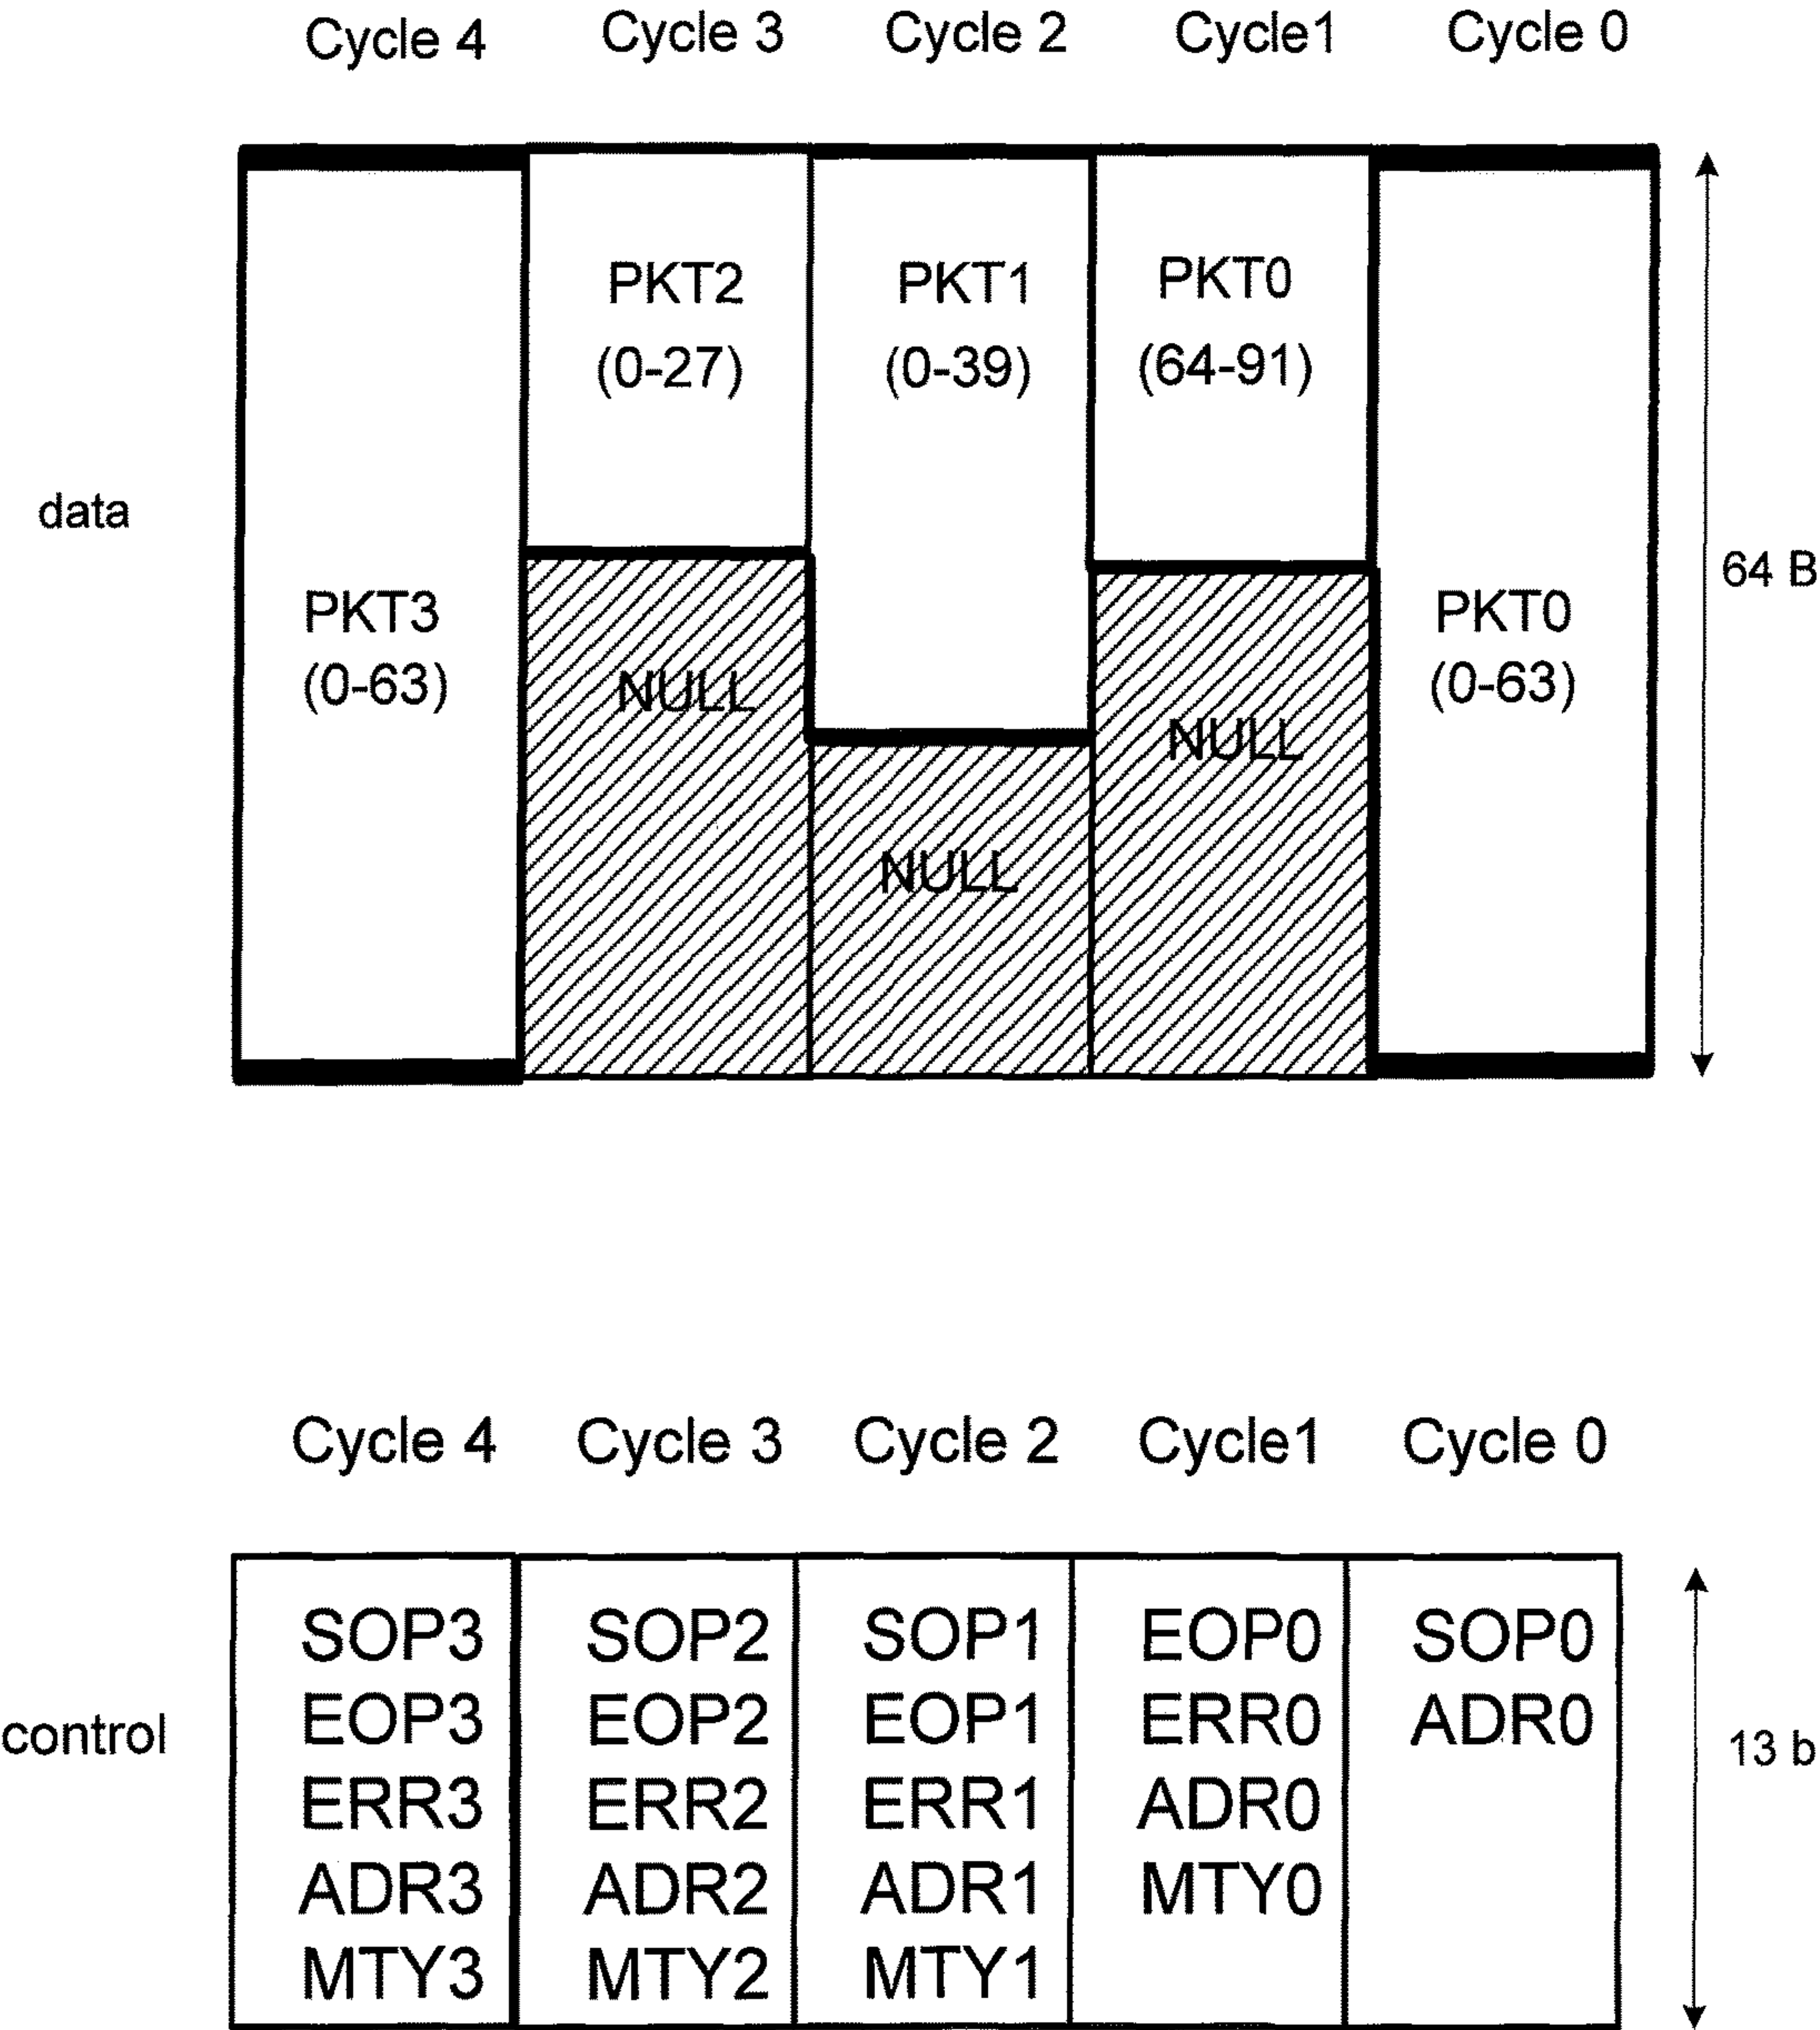 Cycle 4 Cycle 3 Cycle 2 Cycle1 Cycle 0
PKT2 PKT1 PKT0
(0-27) (0-39) (64-91)
data
64 B
PKT3 PKT0
(0-63) (0-63)
NULL
NULL
NULL
Cycle 4 Cycle 3 Cycle 2 Cycle1 Cycle 0
SOP3 SOP2 SOP1 EOP0 SOP0
EOP3 EOP2 EOP1 ERR0 ADR0
control
13 b
ERR3 ERR2 ERR1 ADR0
ADR3 ADR2 ADR1 MTY0
MTY3 MTY2 MTY1